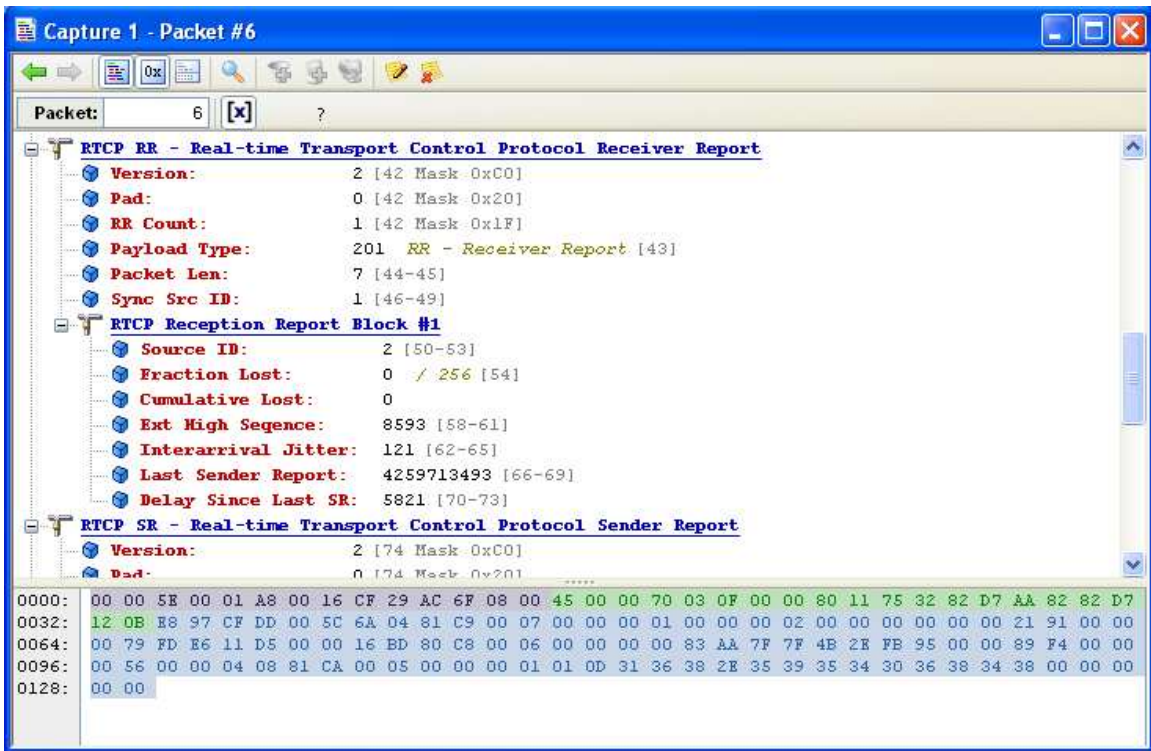 Capture 1 - Packet #6
0x
Packet: 6 [x] ?
RTCP RR - Real-time Transport Control Protocol Receiver Report
Version: 2 [42 Mask 0xC0]
Pad: 0 [42 Mask 0x20]
RR Count: 1 [42 Mask 0x1F]
Payload Type: 201 RR - Receiver Report [43]
Packet Len: 7 [44-45]
Sync Src ID: 1 [46-49]
RTCP Reception Report Block #1
Source ID: 2 [50-53]
Fraction Lost: 0 / 256 [54]
Cumulative Lost: 0
Ext High Seqence: 8593 [58-61]
Interarrival Jitter: 121 [62-65]
Last Sender Report: 4259713493 [66-69]
Delay Since Last SR: 5821 [70-73]
RTCP SR - Real-time Transport Control Protocol Sender Report
Version: 2 [74 Mask 0xC0]
Pad: 0 [74 Mask 0x20]
0000: 00 00 5E 00 01 A8 00 16 CF 29 AC 6F 08 00 45 00 00 70 03 0F 00 00 80 11 75 32 82 D7 AA 82 82 D7
0032: 12 0B E8 97 CF DD 00 5C 6A 04 81 C9 00 07 00 00 00 01 00 00 00 02 00 00 00 00 00 00 21 91 00 00
0064: 00 79 FD E6 11 D5 00 00 16 BD 80 C8 00 06 00 00 00 00 83 AA 7F 7F 4B 2E FB 95 00 00 89 F4 00 00
0096: 00 56 00 00 04 08 81 CA 00 05 00 00 00 01 01 0D 31 36 38 2E 35 39 35 34 30 36 38 34 38 00 00 00
0128: 00 00